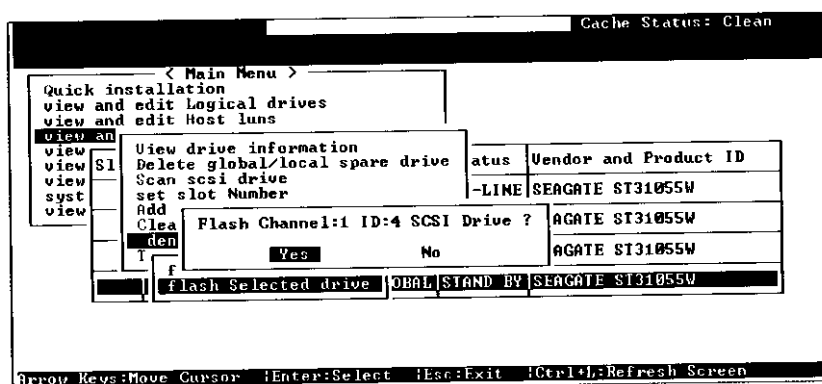 Cache Status: Clean
< Main Menu >
Quick installation
view and edit Logical drives
view and edit Host luns
view an
view
view Sl
view
syst
view
View drive information
Delete global/local spare drive
Scan scsi drive
set slot Number
Add
Clea
den
atus Vendor and Product ID
-LINE SEAGATE ST31055W
AGATE ST31055W
AGATE ST31055W
Flash Channel:1 ID:4 SCSI Drive ?
Yes No
flash Selected drive OBAL STAND BY SEAGATE ST31055W
Arrow Keys:Move Cursor |Enter:Select |Esc:Exit |Ctrl+L:Refresh Screen